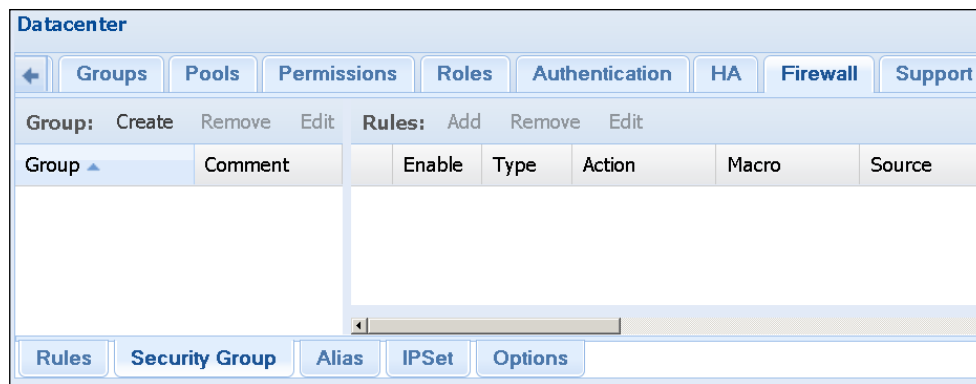 Datacenter
Groups Pools Permissions Roles Authentication HA Firewall Support
Group: Create Remove Edit Rules: Add Remove Edit
Group Comment Enable Type Action Macro Source
Rules Security Group Alias IPSet Options